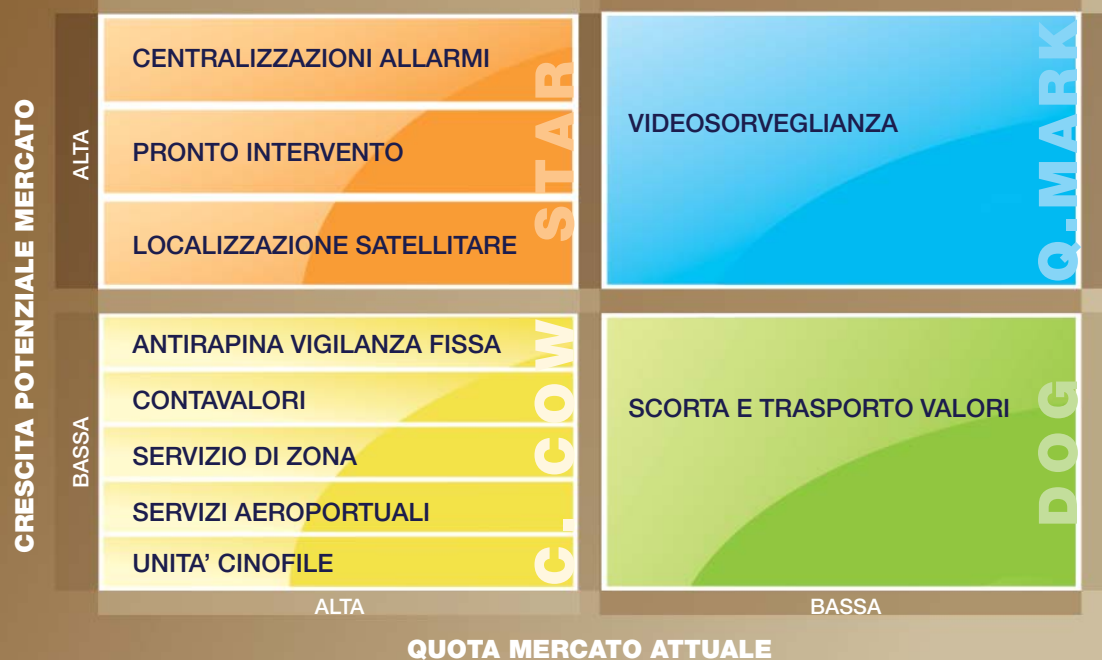 CRESCITA POTENZIALE MERCATO
ALTA
CENTRALIZZAZIONI ALLARMI
PRONTO INTERVENTO
LOCALIZZAZIONE SATELLITARE
STAR
VIDEOSORVEGLIANZA
Q.MARK
BASSA
ANTIRAPINA VIGILANZA FISSA
CONTAVALORI
SERVIZIO DI ZONA
SERVIZI AEROPORTUALI
UNITA’ CINOFILE
C. COW
SCORTA E TRASPORTO VALORI
DOG
ALTA
BASSA
QUOTA MERCATO ATTUALE